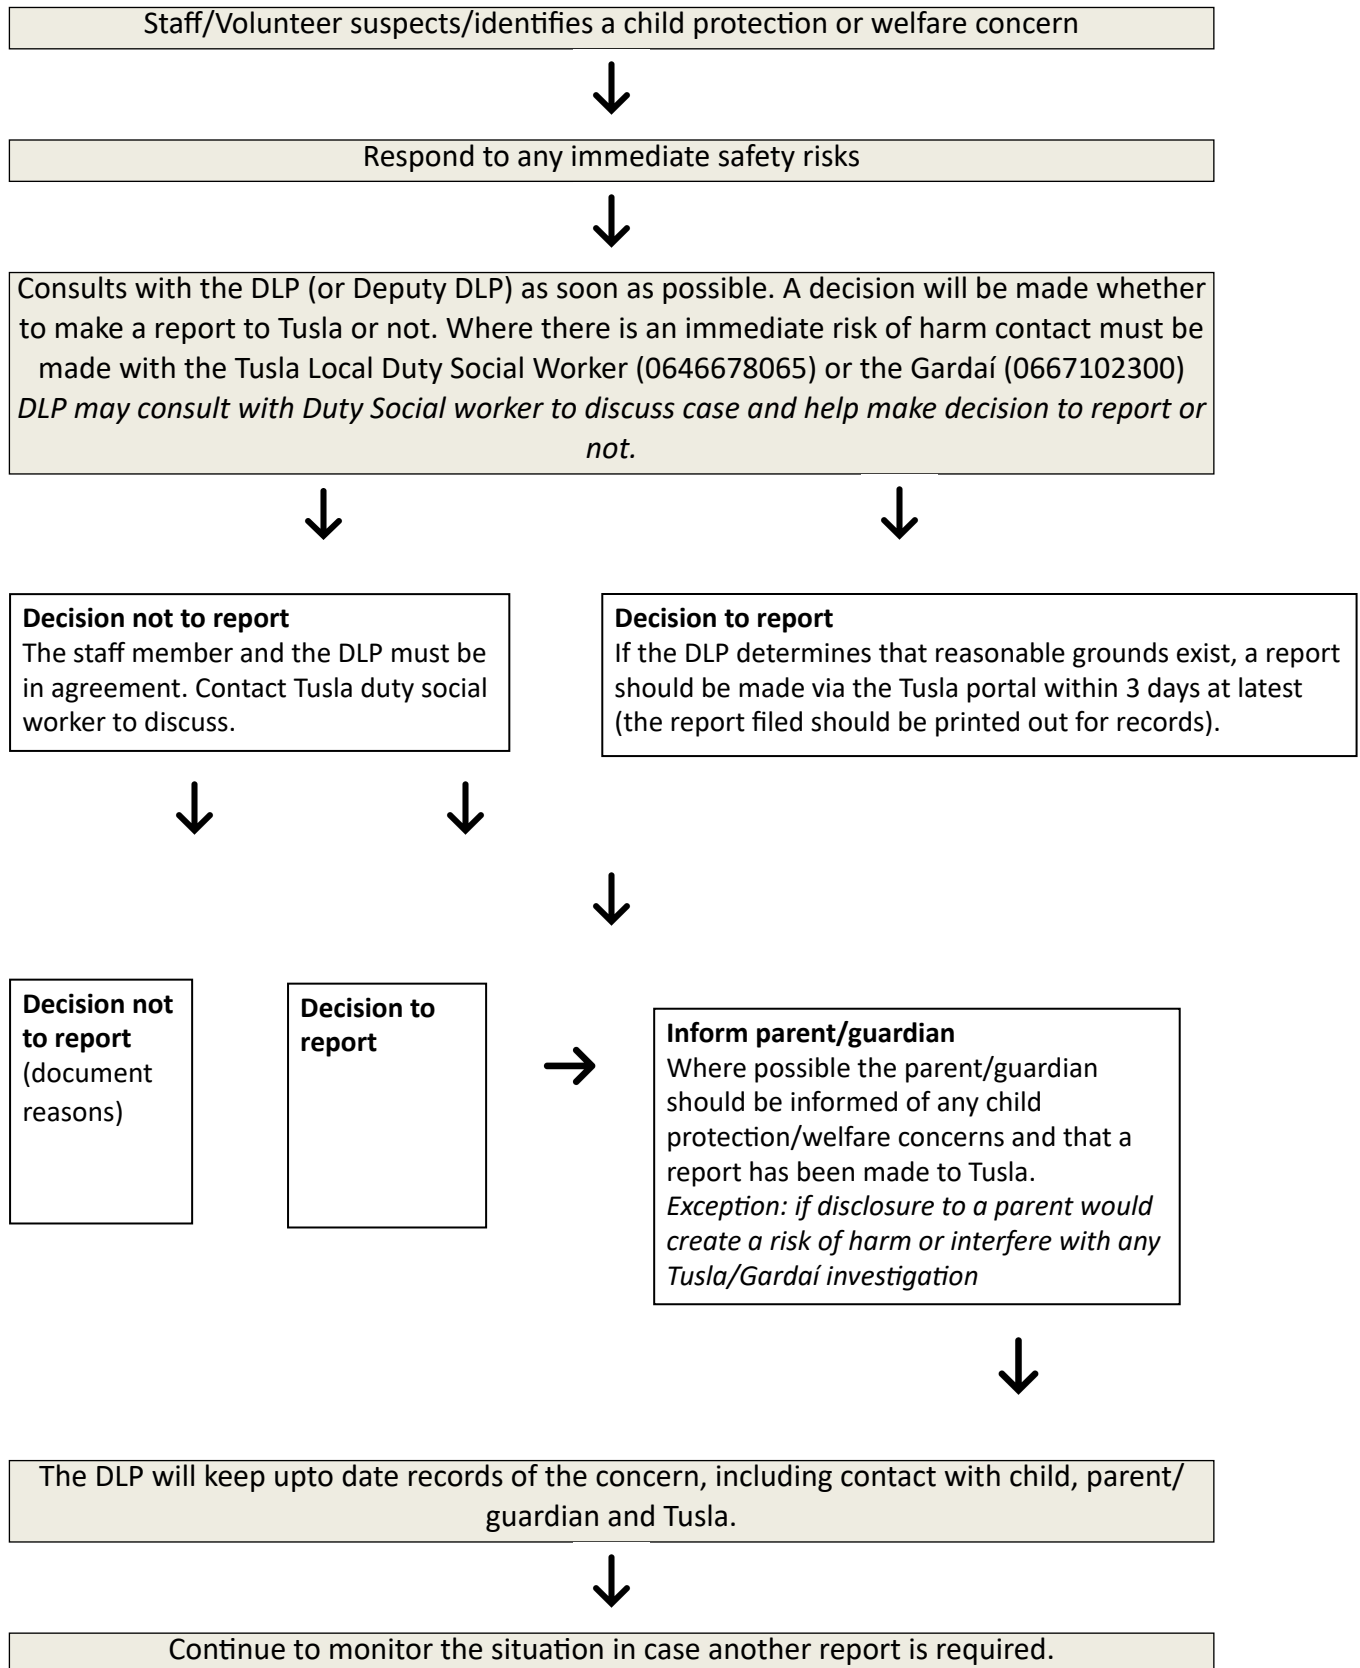 Staff/Volunteer suspects/identifies a child protection or welfare concern
Respond to any immediate safety risks
Consults with the DLP (or Deputy DLP) as soon as possible. A decision will be made whether
to make a report to Tusla or not. Where there is an immediate risk of harm contact must be
made with the Tusla Local Duty Social Worker (0646678065) or the Gardaí (0667102300)
DLP may consult with Duty Social worker to discuss case and help make decision to report or
not.
Decision not to report
The staff member and the DLP must be
in agreement. Contact Tusla duty social
worker to discuss.
Decision to report
If the DLP determines that reasonable grounds exist, a report
should be made via the Tusla portal within 3 days at latest
(the report filed should be printed out for records).
Decision not
to report
(document
reasons)
Decision to
report
Inform parent/guardian
Where possible the parent/guardian
should be informed of any child
protection/welfare concerns and that a
report has been made to Tusla.
Exception: if disclosure to a parent would
create a risk of harm or interfere with any
Tusla/Gardaí investigation
The DLP will keep upto date records of the concern, including contact with child, parent/
guardian and Tusla.
Continue to monitor the situation in case another report is required.